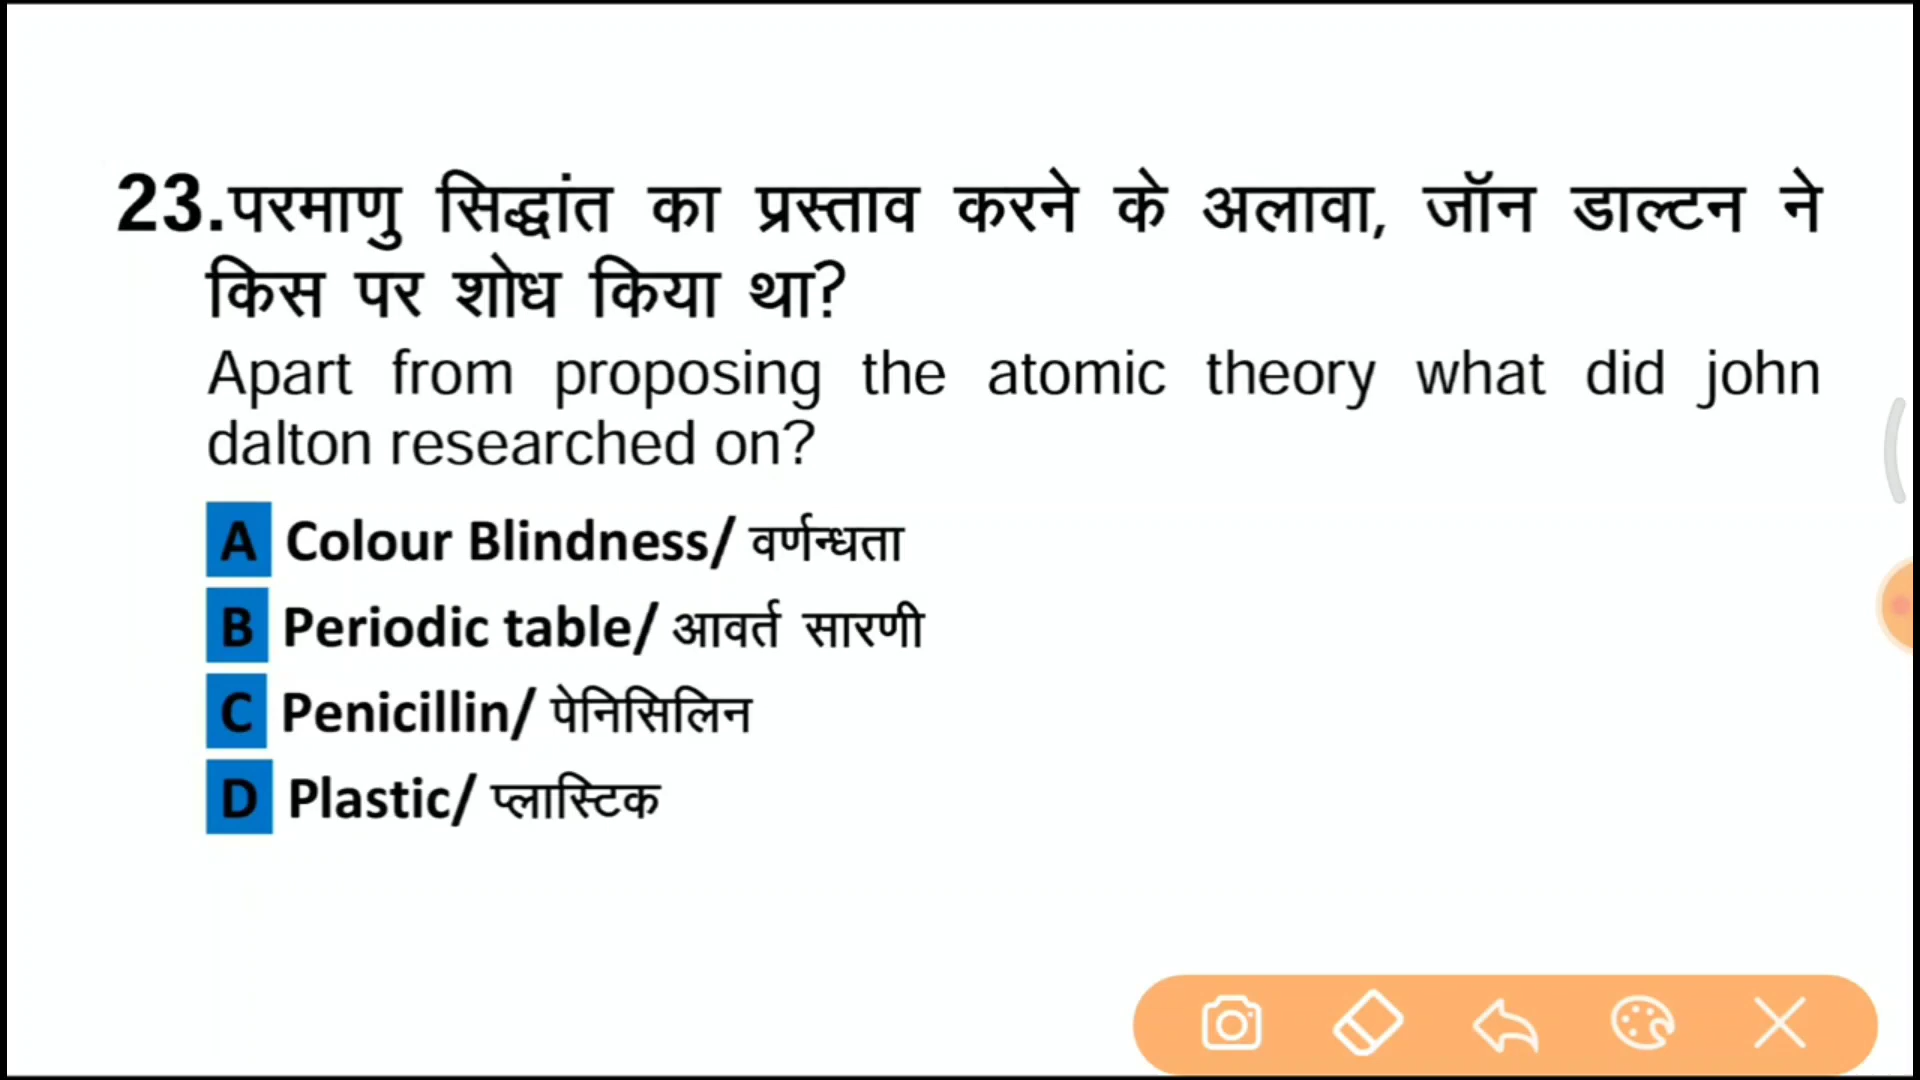 23.परमाणु सिद्धांत का प्रस्ताव करने के अलावा, जॉन डाल्टन ने
किस पर शोध किया था?
Apart from proposing the atomic theory what did john
dalton researched on?
A Colour Blindness/ वर्णन्धता
B Periodic table/ आवर्त सारणी
C Penicillin/ पेनिसिलिन
D Plastic/ प्लास्टिक